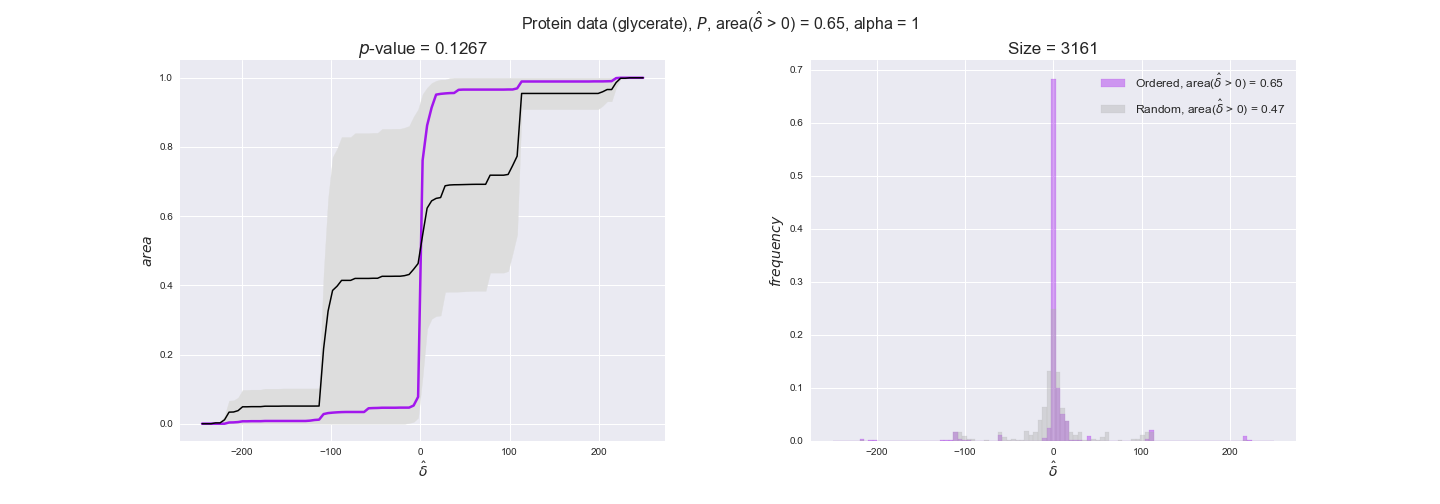 Protein data (glycerate), P, area(δ̂ > 0) = 0.65, alpha = 1
p-value = 0.1267
1.0
0.8
0.6
0.4
0.2
0.0
area
−200
−100
0
100
200
δ̂
Size = 3161
Ordered, area(δ̂ > 0) = 0.65
Random, area(δ̂ > 0) = 0.47
0.7
0.6
0.5
0.4
0.3
0.2
0.1
0.0
frequency
−200
−100
0
100
200
δ̂